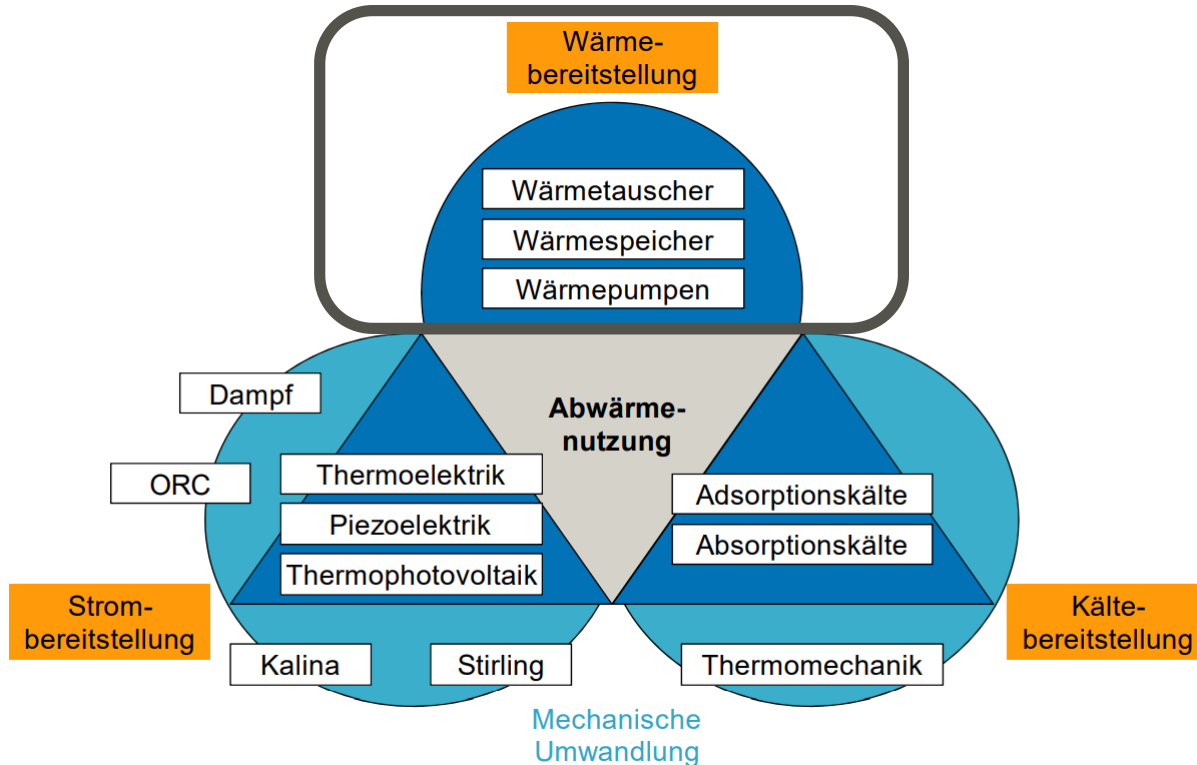 Wärme-
bereitstellung
Wärmetauscher
Wärmespeicher
Wärmepumpen
Abwärme-
nutzung
Dampf
ORC
Thermoelektrik
Piezoelektrik
Thermophotovoltaik
Adsorptionskälte
Absorptionskälte
Strom-
bereitstellung
Kälte-
bereitstellung
Kalina
Stirling
Thermomechanik
Mechanische
Umwandlung